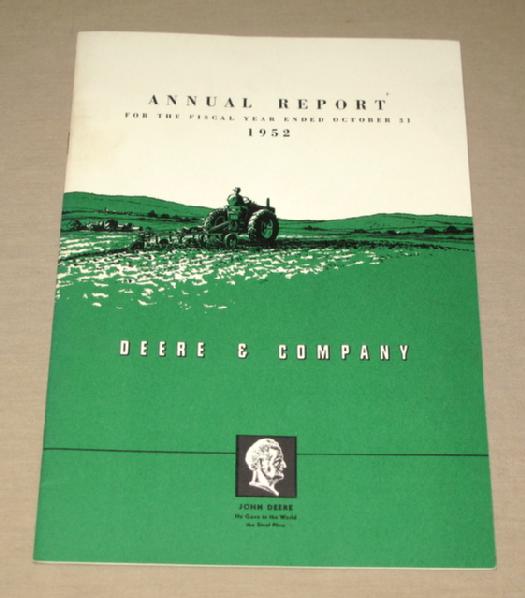 ANNUAL REPORT
FOR THE FISCAL YEAR ENDED OCTOBER 31
1952
DEERE & COMPANY
JOHN DEERE
He Gave to the World
the Steel Plow